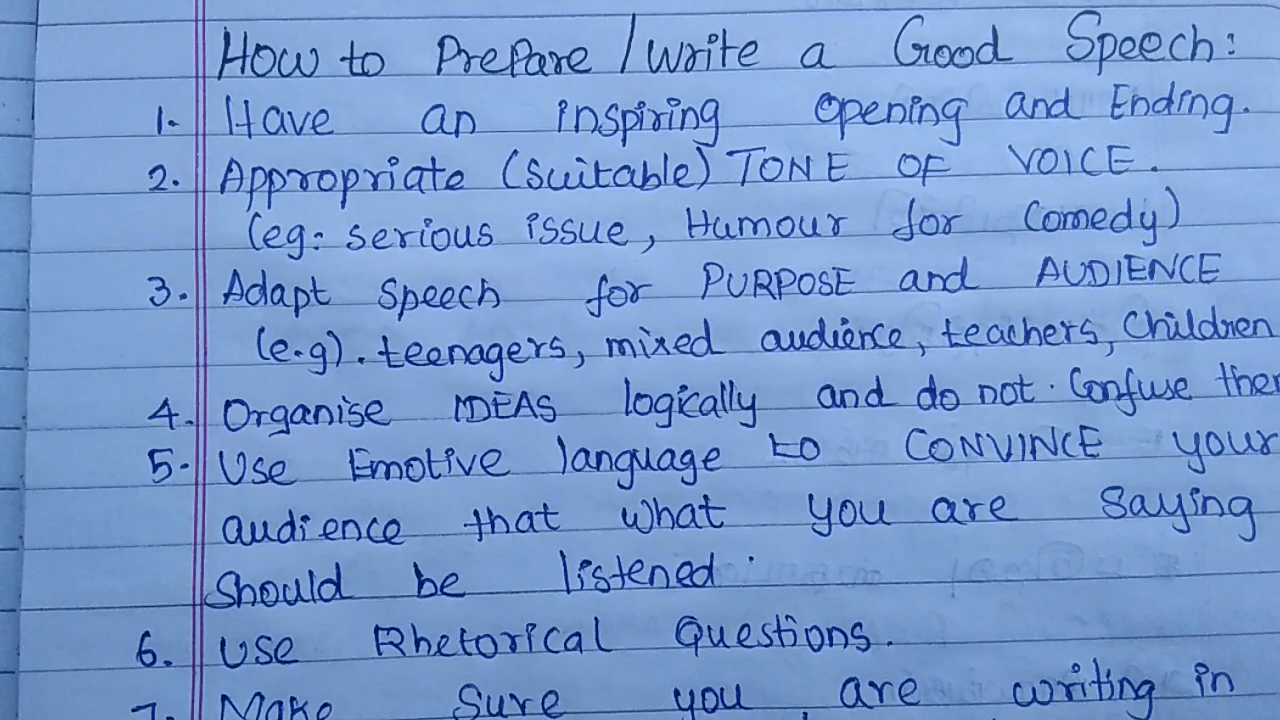 How to Prepare / Write a Good Speech:
1. Have an inspiring opening and Ending.
2. Appropriate (suitable) TONE OF VOICE.
(eg: serious issue, Humour for Comedy)
3. Adapt speech for PURPOSE and AUDIENCE
(e.g). teenagers, mixed audience, teachers, Children
4. Organise IDEAS logically and do not. Confuse them
5. Use Emotive language to CONVINCE your
audience that what you are saying
should be listened.
6. Use Rhetorical Questions.
7. Make sure you are writing in